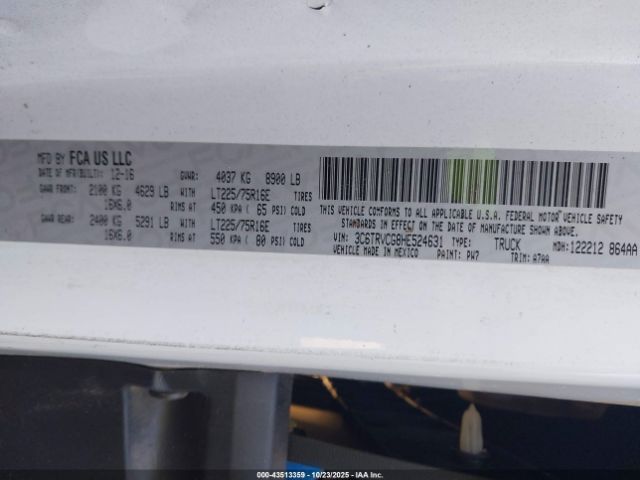 MFD BY FCA US LLC
DATE OF MFR(BUILT): 12-16 GVWR: 4037 KG 8900 LB
GAWR FRONT: 2100 KG 4629 LB WITH LT225/75R16E TIRES
16X6.0 RIMS AT 450 KPA ( 65 PSI) COLD
GAWR REAR: 2400 KG 5291 LB WITH LT225/75R16E TIRES
16X6.0 RIMS AT 550 KPA ( 80 PSI) COLD
THIS VEHICLE CONFORMS TO ALL APPLICABLE U.S.A. FEDERAL MOTOR VEHICLE SAFETY
STANDARDS IN EFFECT ON THE DATE OF MANUFACTURE SHOWN ABOVE.
VIN: 3C6TRVCG8HE524631 TYPE: TRUCK MDH: 122212 864AA
VEHICLE MADE IN MEXICO PAINT: PW7 TRIM: A7AA
000-43513359 - 10/23/2025 - IAA Inc.